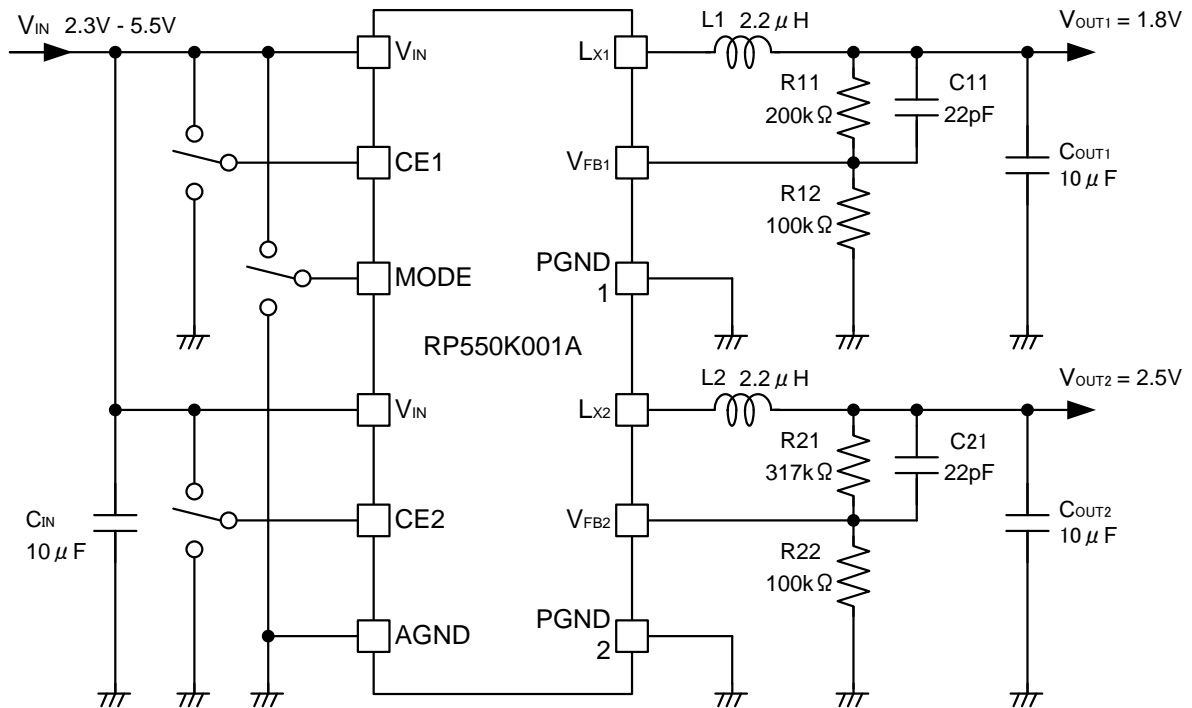 VIN 2.3V - 5.5V
VIN
LX1
L1 2.2μH
VOUT1 = 1.8V
R11
200kΩ
C11
22pF
CE1
VFB1
COUT1
10μF
R12
100kΩ
MODE
PGND
1
RP550K001A
VIN
LX2
L2 2.2μH
VOUT2 = 2.5V
R21
317kΩ
C21
22pF
CIN
10μF
CE2
VFB2
COUT2
10μF
R22
100kΩ
AGND
PGND
2